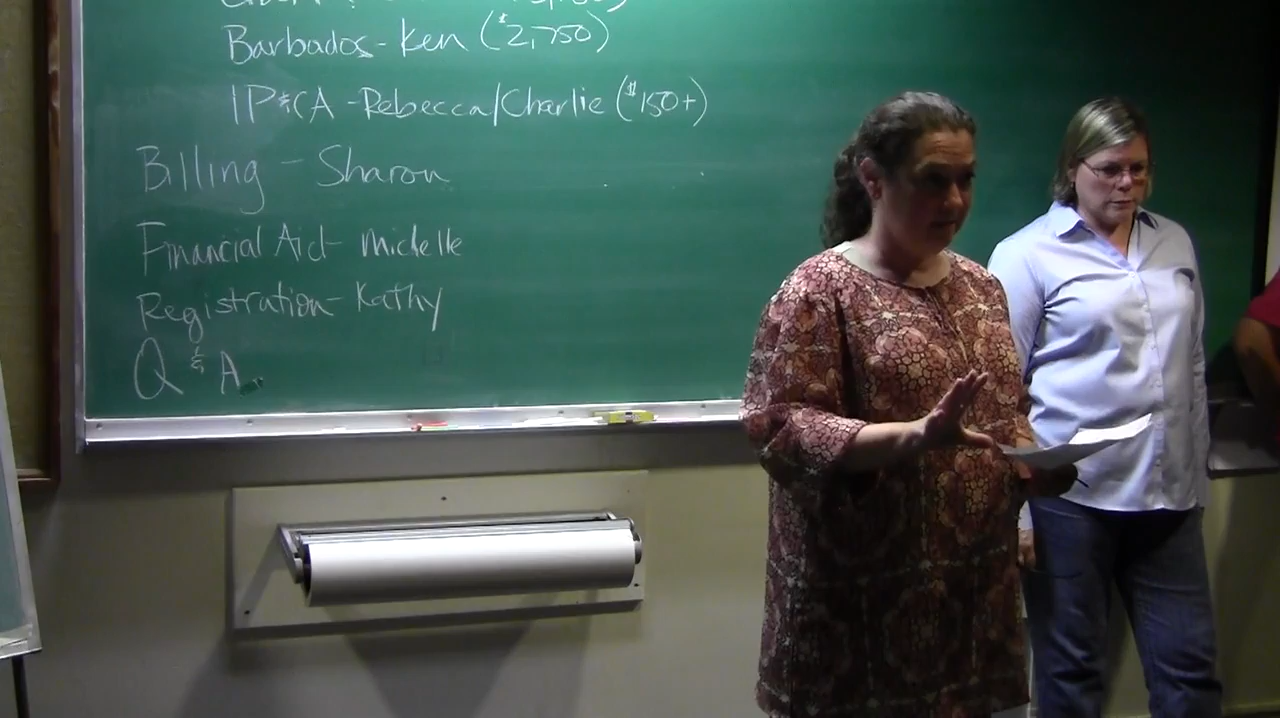 Barbados - Ken ($2,750)
IP&CA - Rebecca/Charlie ($150+)
Billing - Sharon
Financial Aid - Michelle
Registration - Kathy
Q & A